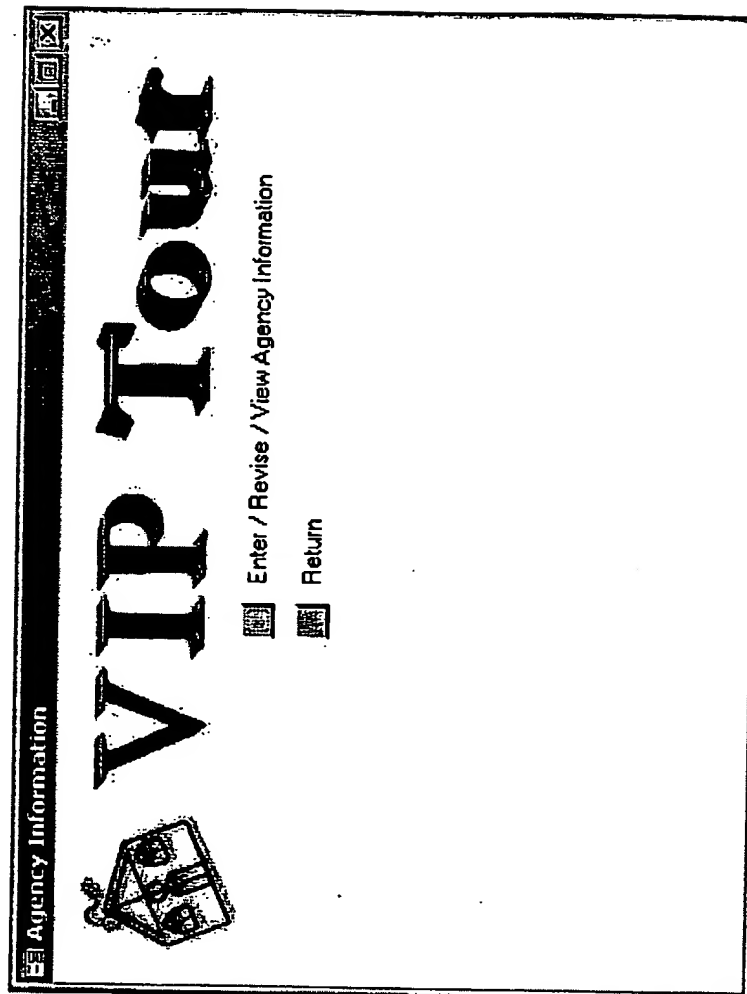 Agency Information
VIP Tour
Enter / Revise / View Agency Information
Return